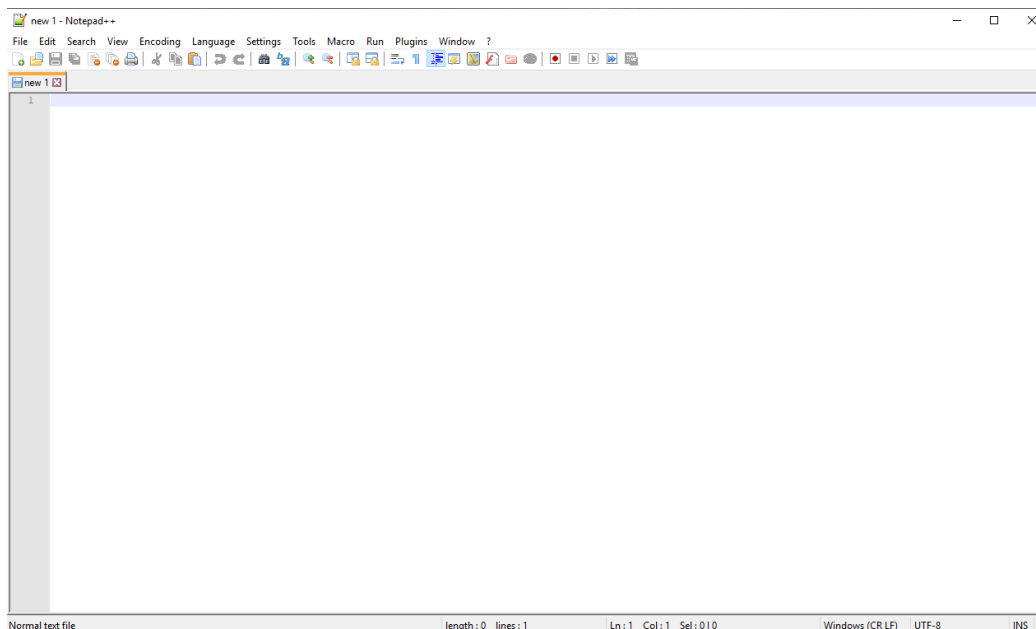 new 1 - Notepad++
File Edit Search View Encoding Language Settings Tools Macro Run Plugins Window ?
new 1
1
Normal text file length : 0 lines : 1 Ln : 1 Col : 1 Sel : 0 | 0 Windows (CR LF) UTF-8 INS